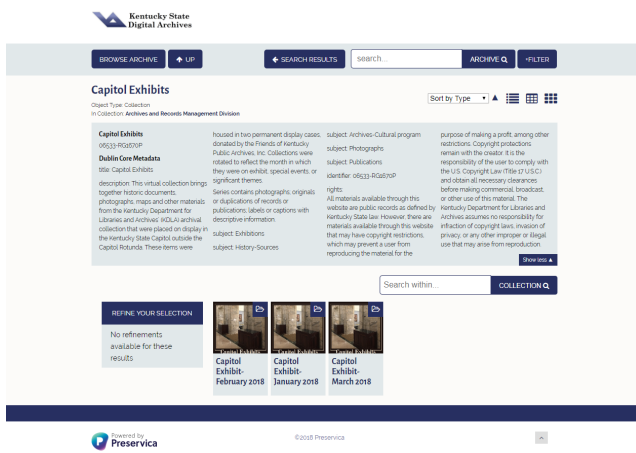 Kentucky State
Digital Archives
BROWSE ARCHIVE
UP
SEARCH RESULTS
search...
ARCHIVE
+FILTER
Capitol Exhibits
Object Type: Collection
In Collection: Archives and Records Management Division
Sort by Type
Capitol Exhibits
06533-RG1670P
Dublin Core Metadata
title: Capitol Exhibits
description: This virtual collection brings
together historic documents,
photographs, maps and other materials
from the Kentucky Department for
Libraries and Archives' (KDLA) archival
collection that were placed on display in
the Kentucky State Capitol outside the
Capitol Rotunda. These items were
housed in two permanent display cases,
donated by the Friends of Kentucky
Public Archives, Inc. Collections were
rotated to reflect the month in which
they were on exhibit, special events, or
significant themes.
Series contains photographs; originals
or duplications of records or
publications; labels or captions with
descriptive information.
subject: Exhibitions
subject: History-Sources
subject: Archives-Cultural program
subject: Photographs
subject: Publications
identifier: 06533-RG1670P
rights:
All materials available through this
website are public records as defined by
Kentucky State law. However, there are
materials available through this website
that may have copyright restrictions,
which may prevent a user from
reproducing the material for the
purpose of making a profit, among other
restrictions. Copyright protections
remain with the creator. It is the
responsibility of the user to comply with
the U.S. Copyright Law (Title 17 U.S.C.)
and obtain all necessary clearances
before making commercial, broadcast,
or other use of this material. The
Kentucky Department for Libraries and
Archives assumes no responsibility for
infraction of copyright laws, invasion of
privacy, or any other improper or illegal
use that may arise from reproduction.
Show less
Search within...
COLLECTION
REFINE YOUR SELECTION
No refinements
available for these
results
Capitol Exhibits
Capitol
Exhibit-
February 2018
Capitol Exhibits
Capitol
Exhibit-
January 2018
Capitol Exhibits
Capitol
Exhibit-
March 2018
Powered by
Preservica
©2018 Preservica